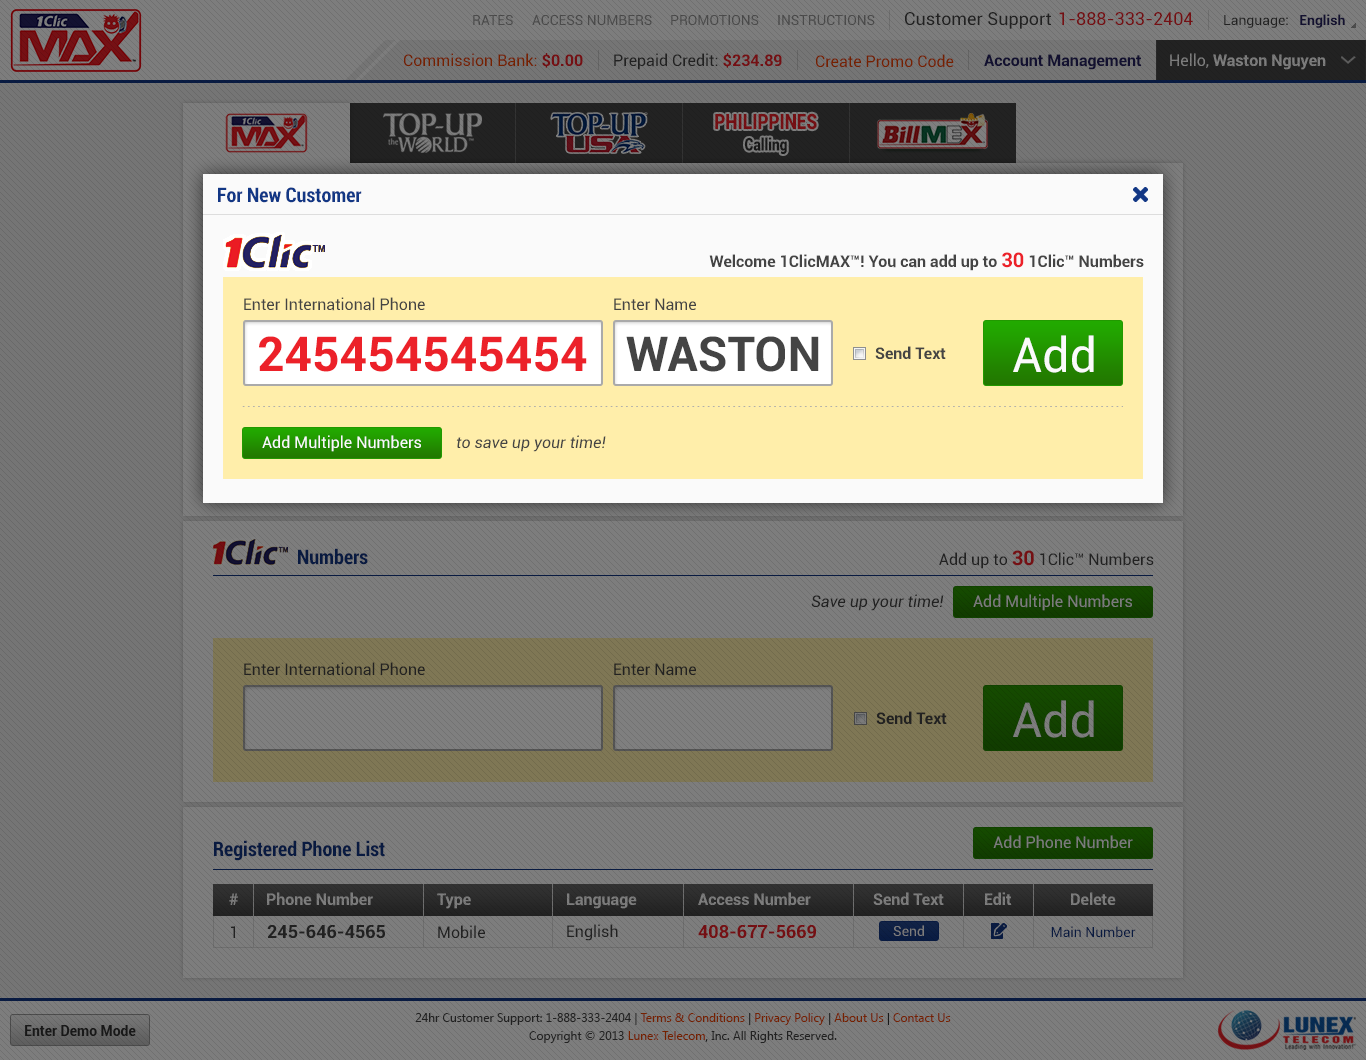 1Clic
MAX
RATES ACCESS NUMBERS PROMOTIONS INSTRUCTIONS Customer Support 1-888-333-2404 Language: English
Commission Bank: $0.00 Prepaid Credit: $234.89 Create Promo Code Account Management Hello, Waston Nguyen
1Clic MAX TOP-UP the WORLD™ TOP-UP USA PHILIPPINES Calling BillMEX
For New Customer
1Clic™
Welcome 1ClicMAX™! You can add up to 30 1Clic™ Numbers
Enter International Phone Enter Name
245454545454 WASTON Send Text Add
Add Multiple Numbers to save up your time!
1Clic™ Numbers Add up to 30 1Clic™ Numbers
Save up your time! Add Multiple Numbers
Enter International Phone Enter Name
Send Text Add
Registered Phone List Add Phone Number
# Phone Number Type Language Access Number Send Text Edit Delete
1 245-646-4565 Mobile English 408-677-5669 Send Main Number
Enter Demo Mode
24hr Customer Support: 1-888-333-2404 | Terms & Conditions | Privacy Policy | About Us | Contact Us
Copyright © 2013 Lunex Telecom, Inc. All Rights Reserved.
LUNEX
TELECOM
Leading with Innovation!